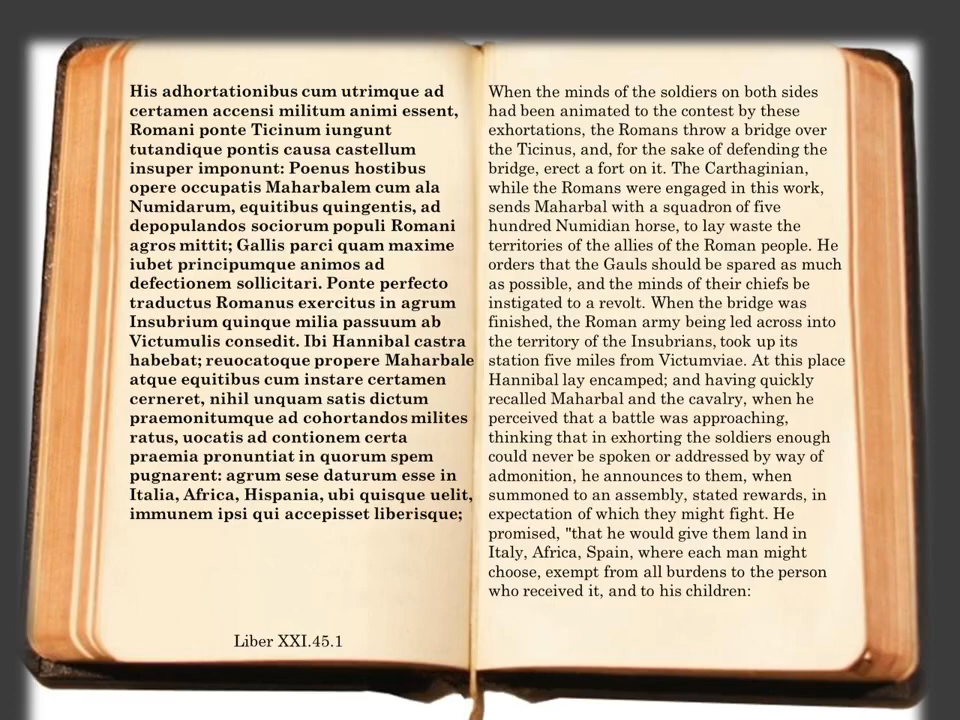 His adhortationibus cum utrimque ad
certamen accensi militum animi essent,
Romani ponte Ticinum iungunt
tutandique pontis causa castellum
insuper imponunt: Poenus hostibus
opere occupatis Maharbalem cum ala
Numidarum, equitibus quingentis, ad
depopulandos sociorum populi Romani
agros mittit; Gallis parci quam maxime
iubet principumque animos ad
defectionem sollicitari. Ponte perfecto
traductus Romanus exercitus in agrum
Insubrium quinque milia passuum ab
Victumulis consedit. Ibi Hannibal castra
habebat; reuocatoque propere Maharbale
atque equitibus cum instare certamen
cerneret, nihil unquam satis dictum
praemonitumque ad cohortandos milites
ratus, uocatis ad contionem certa
praemia pronuntiat in quorum spem
pugnarent: agrum sese daturum esse in
Italia, Africa, Hispania, ubi quisque uelit,
immunem ipsi qui accepisset liberisque;
Liber XXI.45.1
When the minds of the soldiers on both sides
had been animated to the contest by these
exhortations, the Romans throw a bridge over
the Ticinus, and, for the sake of defending the
bridge, erect a fort on it. The Carthaginian,
while the Romans were engaged in this work,
sends Maharbal with a squadron of five
hundred Numidian horse, to lay waste the
territories of the allies of the Roman people. He
orders that the Gauls should be spared as much
as possible, and the minds of their chiefs be
instigated to a revolt. When the bridge was
finished, the Roman army being led across into
the territory of the Insubrians, took up its
station five miles from Victumviae. At this place
Hannibal lay encamped; and having quickly
recalled Maharbal and the cavalry, when he
perceived that a battle was approaching,
thinking that in exhorting the soldiers enough
could never be spoken or addressed by way of
admonition, he announces to them, when
summoned to an assembly, stated rewards, in
expectation of which they might fight. He
promised, "that he would give them land in
Italy, Africa, Spain, where each man might
choose, exempt from all burdens to the person
who received it, and to his children: